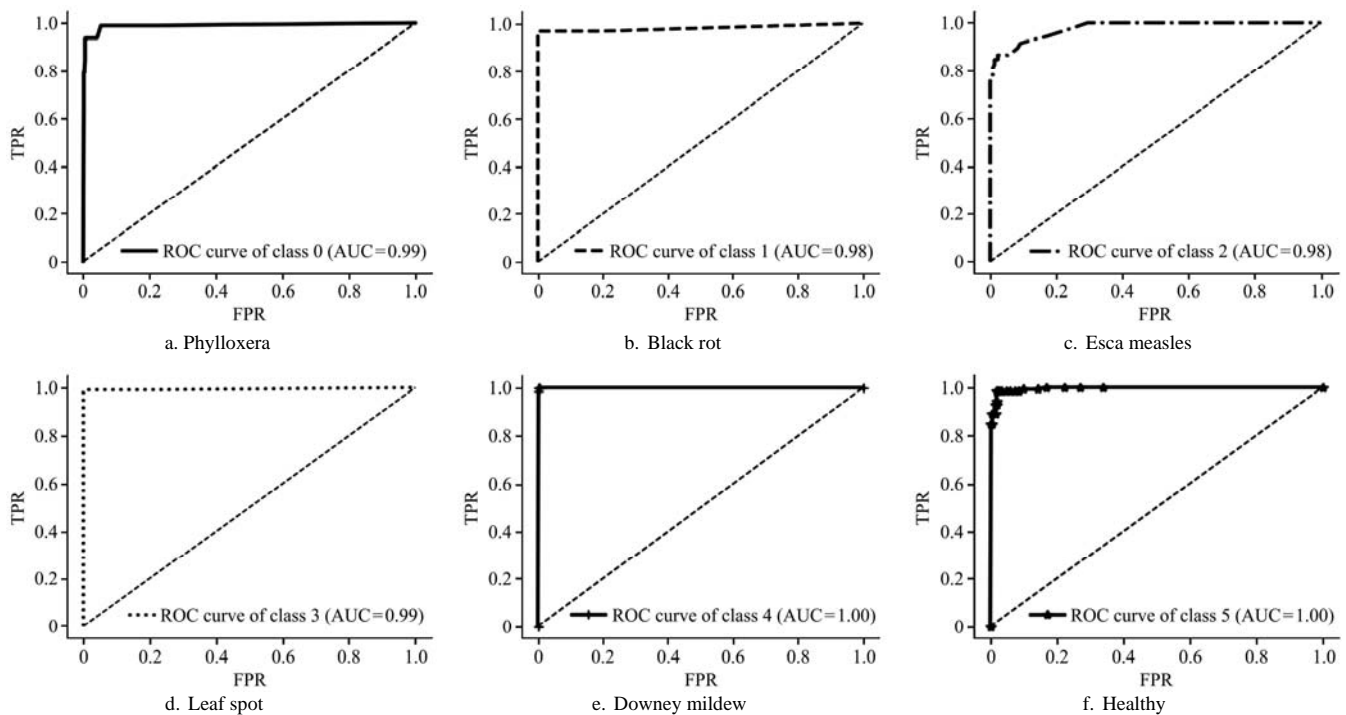 1.0
0.8
0.6
0.4
0.2
0
TPR
ROC curve of class 0 (AUC=0.99)
0 0.2 0.4 0.6 0.8 1.0
FPR
a. Phylloxera
1.0
0.8
0.6
0.4
0.2
0
TPR
ROC curve of class 1 (AUC=0.98)
0 0.2 0.4 0.6 0.8 1.0
FPR
b. Black rot
1.0
0.8
0.6
0.4
0.2
0
TPR
ROC curve of class 2 (AUC=0.98)
0 0.2 0.4 0.6 0.8 1.0
FPR
c. Esca measles
1.0
0.8
0.6
0.4
0.2
0
TPR
ROC curve of class 3 (AUC=0.99)
0 0.2 0.4 0.6 0.8 1.0
FPR
d. Leaf spot
1.0
0.8
0.6
0.4
0.2
0
TPR
ROC curve of class 4 (AUC=1.00)
0 0.2 0.4 0.6 0.8 1.0
FPR
e. Downey mildew
1.0
0.8
0.6
0.4
0.2
0
TPR
ROC curve of class 5 (AUC=1.00)
0 0.2 0.4 0.6 0.8 1.0
FPR
f. Healthy